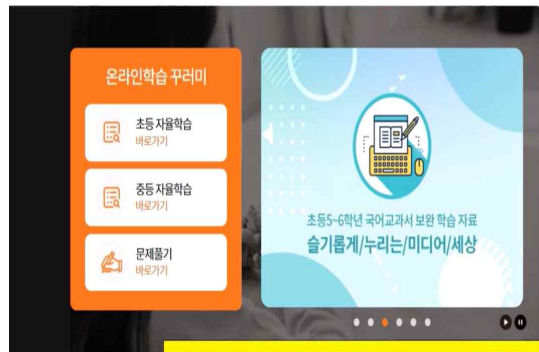 온라인학습 꾸러미
초등 자율학습
바로가기
중등 자율학습
바로가기
문제풀기
바로가기
초등5~6학년 국어교과서 보완 학습 자료
슬기롭게/누리는/미디어/세상